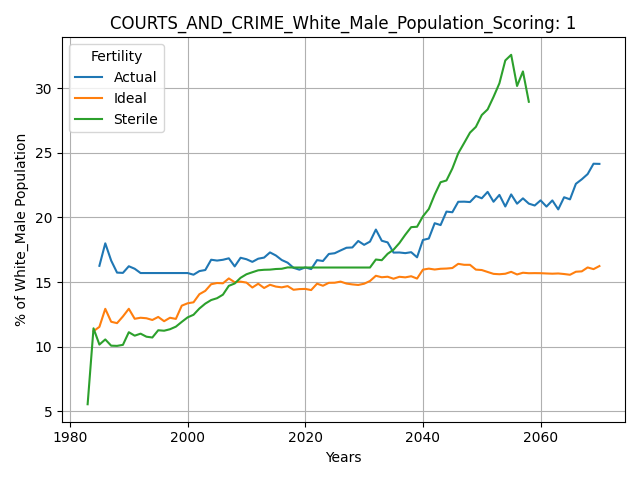 COURTS_AND_CRIME_White_Male_Population_Scoring: 1
Fertility
Actual
Ideal
Sterile
% of White_Male Population
30
25
20
15
10
5
1980 2000 2020 2040 2060
Years